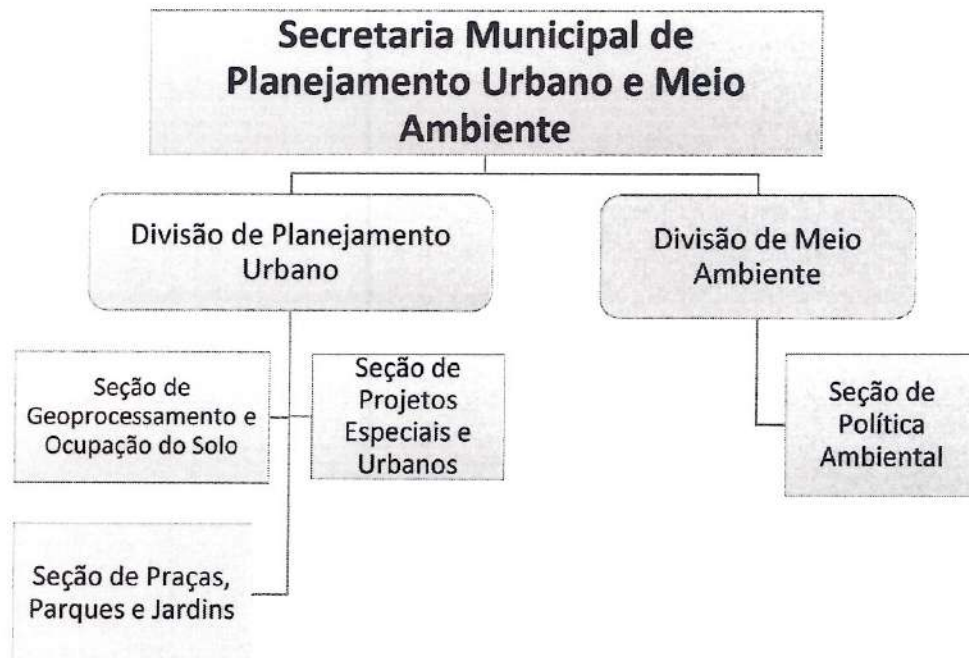 Secretaria Municipal de
Planejamento Urbano e Meio
Ambiente
Divisão de Planejamento
Urbano
Divisão de Meio
Ambiente
Seção de
Geoprocessamento e
Ocupação do Solo
Seção de
Projetos
Especiais e
Urbanos
Seção de
Política
Ambiental
Seção de Praças,
Parques e Jardins